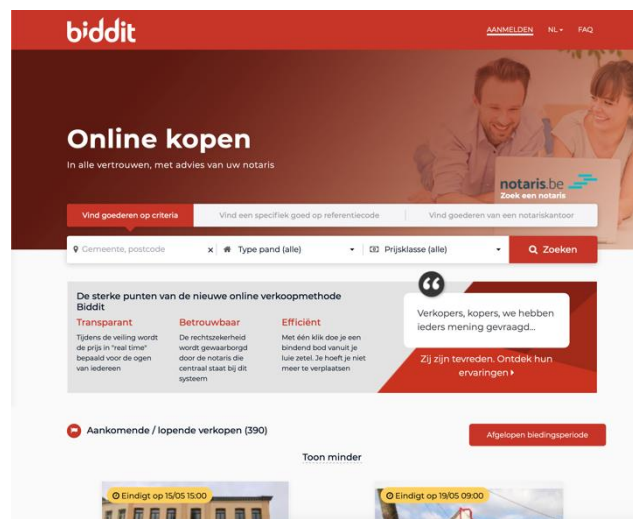 biddit
AANMELDEN NL FAQ
Online kopen
In alle vertrouwen, met advies van uw notaris
notaris.be
Zoek een notaris
Vind goederen op criteria
Vind een specifiek goed op referentiecode
Vind goederen van een notariskantoor
Gemeente, postcode
x
Type pand (alle)
Prijsklasse (alle)
Zoeken
De sterke punten van de nieuwe online verkoopmethode
Biddit
Transparant
Tijdens de veiling wordt
de prijs in "real time"
bepaald voor de ogen
van iedereen
Betrouwbaar
De rechtszekerheid
wordt gewaarborgd
door de notaris die
centraal staat bij dit
systeem
Efficiënt
Met één klik doe je een
bindend bod vanuit je
luie zetel. Je hoeft je niet
meer te verplaatsen
Verkopers, kopers, we hebben
ieders mening gevraagd...
Zij zijn tevreden. Ontdek hun
ervaringen
Aankomende / lopende verkopen (390)
Afgelopen biedingsperiode
Toon minder
Eindigt op 15/05 15:00
Eindigt op 19/05 09:00